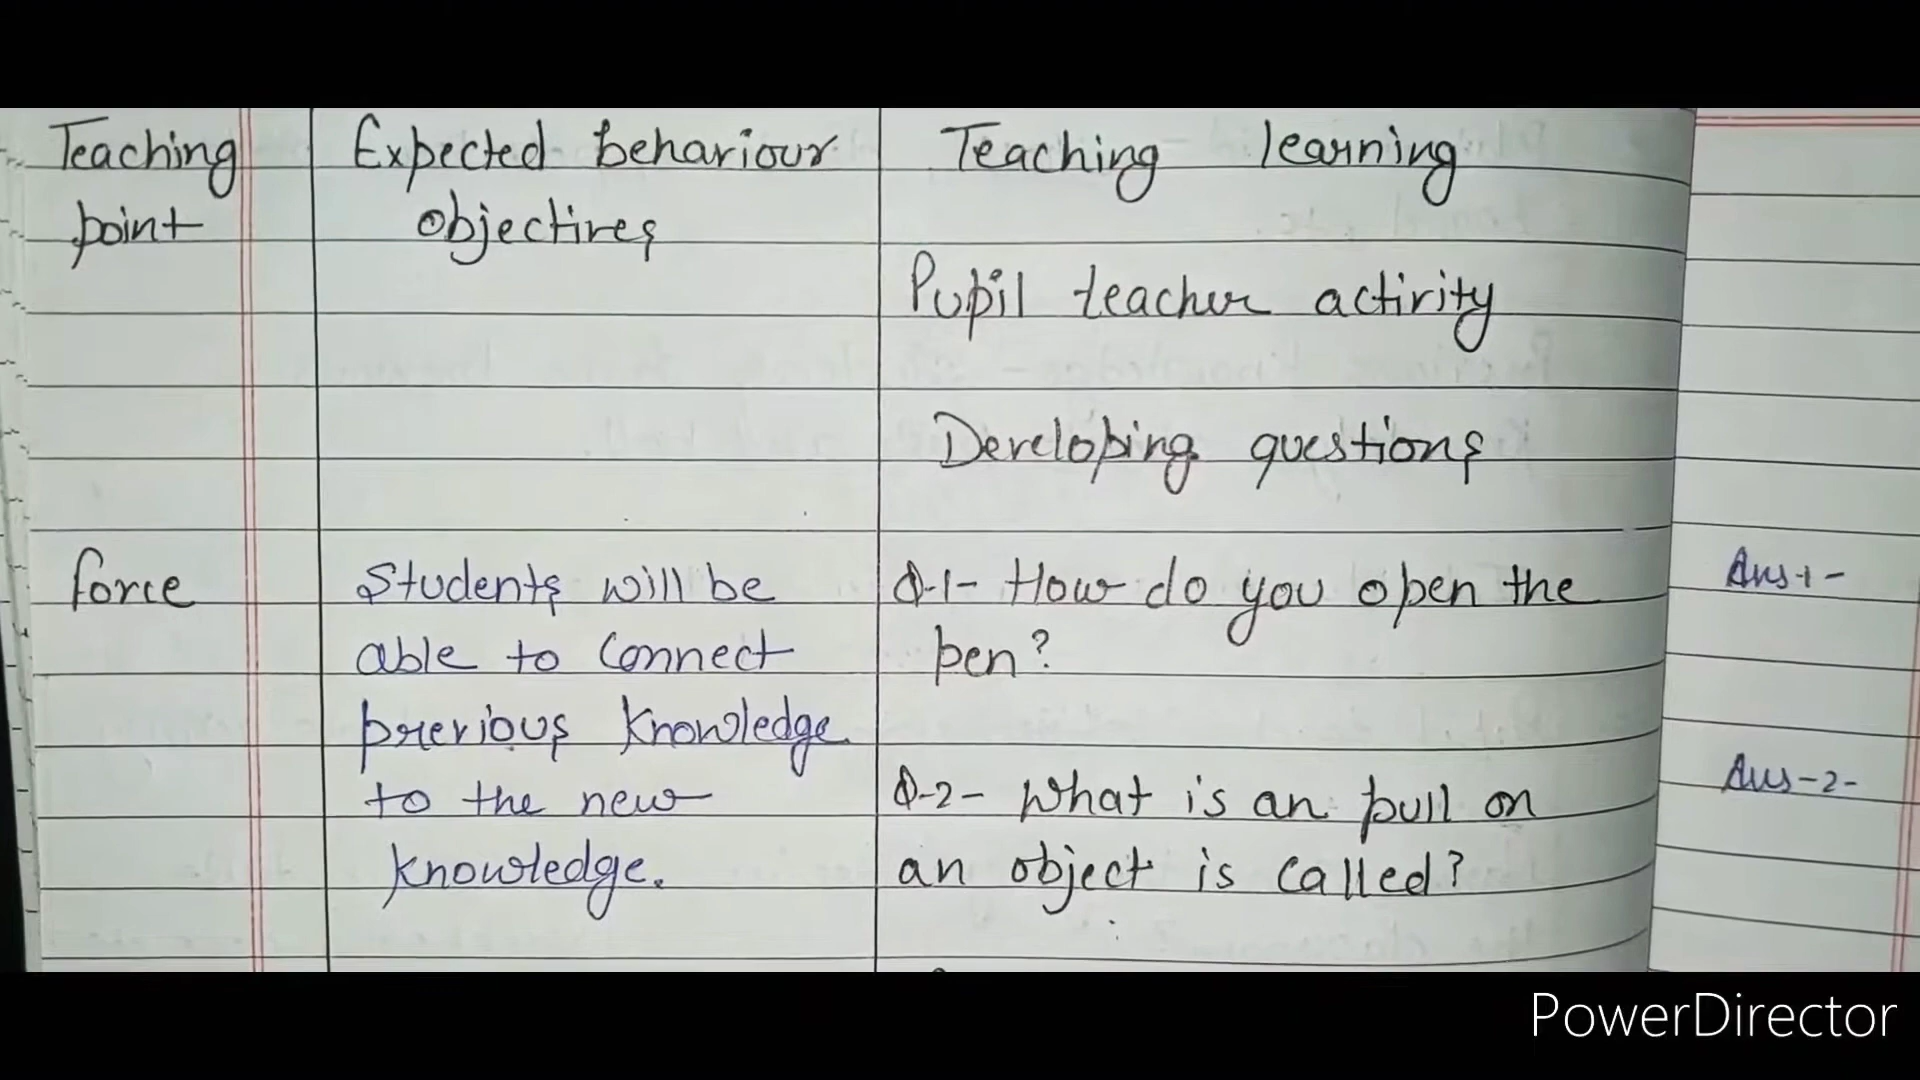 Teaching point
Expected behaviour objectives
Teaching learning
Pupil teacher activity
Developing questions
force
Students will be
able to connect
previous knowledge
to the new
knowledge.
Q.1- How do you open the
pen?
Q-2- What is an pull on
an object is called?
Ans-1-
Ans-2-
PowerDirector